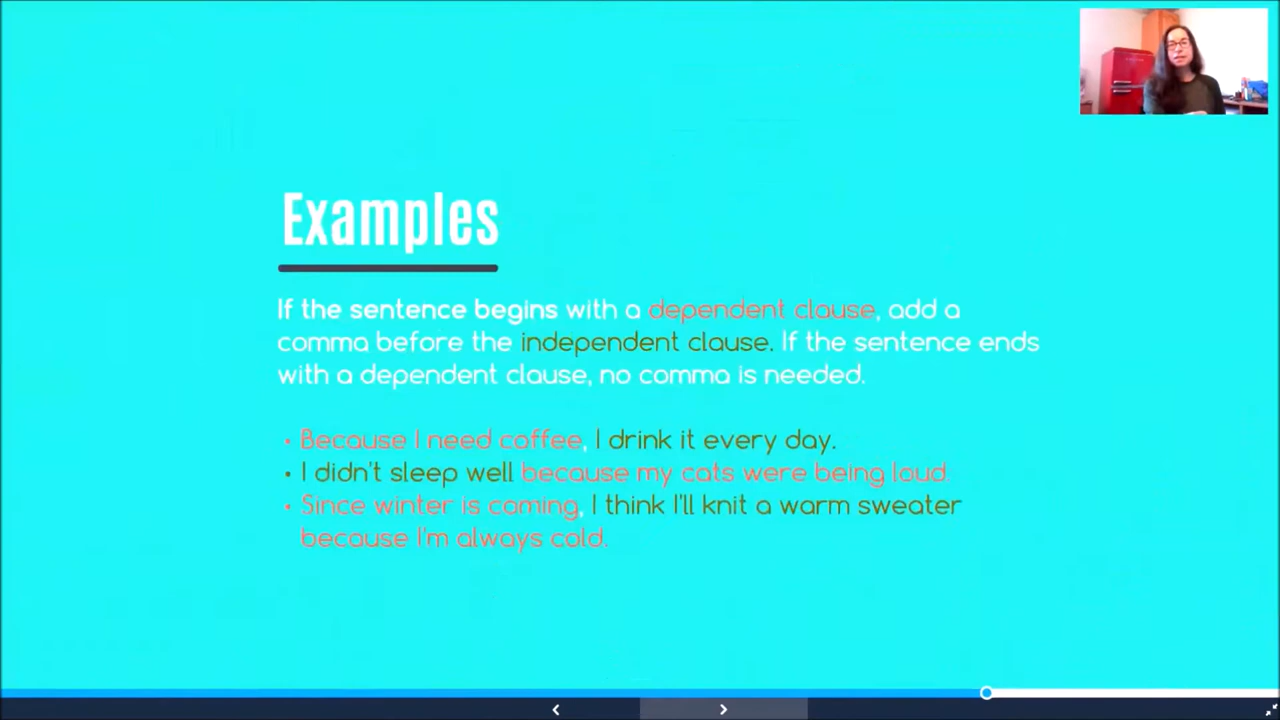 Examples
If the sentence begins with a dependent clause, add a
comma before the independent clause. If the sentence ends
with a dependent clause, no comma is needed.
• Because I need coffee, I drink it every day.
• I didn't sleep well because my cats were being loud.
• Since winter is coming, I think I'll knit a warm sweater
because I'm always cold.